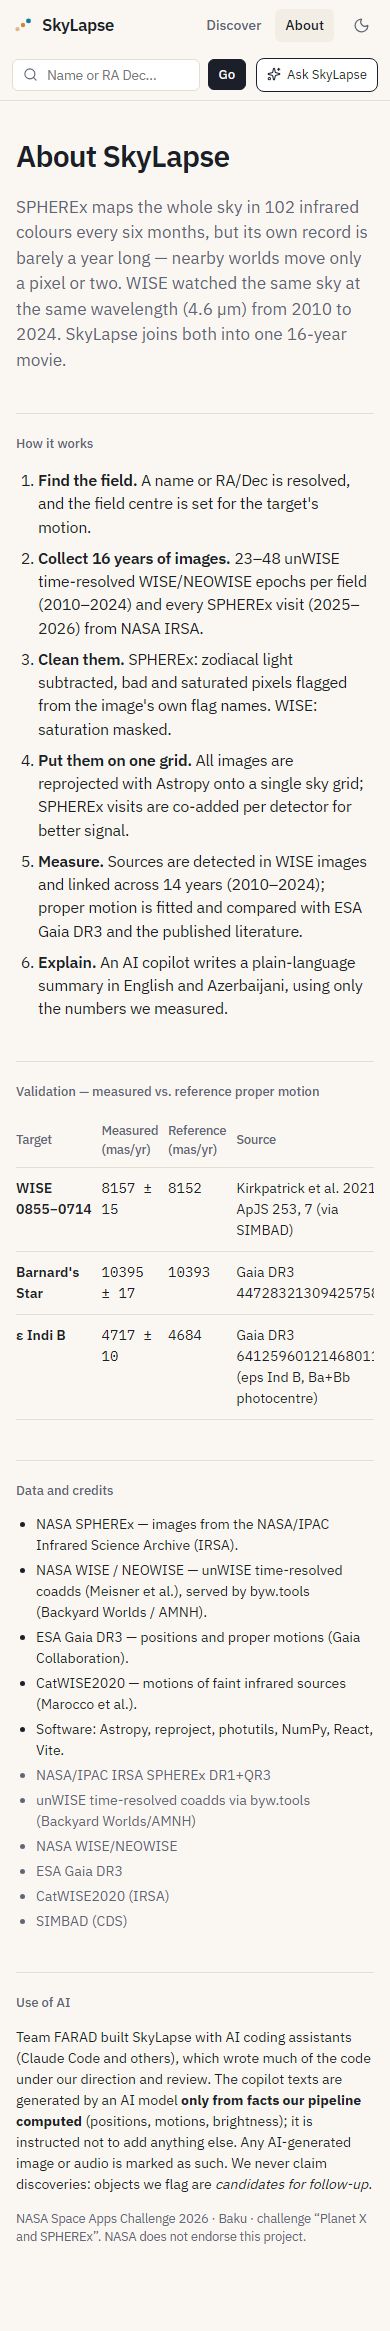 SkyLapse
Discover
About
Name or RA Dec...
Go
Ask SkyLapse
About SkyLapse
SPHEREx maps the whole sky in 102 infrared
colours every six months, but its own record is
barely a year long — nearby worlds move only
a pixel or two. WISE watched the same sky at
the same wavelength (4.6 µm) from 2010 to
2024. SkyLapse joins both into one 16-year
movie.
How it works
1. Find the field. A name or RA/Dec is resolved,
and the field centre is set for the target's
motion.
2. Collect 16 years of images. 23–48 unWISE
time-resolved WISE/NEOWISE epochs per field
(2010–2024) and every SPHEREx visit (2025–
2026) from NASA IRSA.
3. Clean them. SPHEREx: zodiacal light
subtracted, bad and saturated pixels flagged
from the image's own flag names. WISE:
saturation masked.
4. Put them on one grid. All images are
reprojected with Astropy onto a single sky grid;
SPHEREx visits are co-added per detector for
better signal.
5. Measure. Sources are detected in WISE images
and linked across 14 years (2010–2024);
proper motion is fitted and compared with ESA
Gaia DR3 and the published literature.
6. Explain. An AI copilot writes a plain-language
summary in English and Azerbaijani, using only
the numbers we measured.
Validation — measured vs. reference proper motion
Target
Measured
(mas/yr)
Reference
(mas/yr)
Source
WISE
0855−0714
8157 ±
15
8152
Kirkpatrick et al. 2021
ApJS 253, 7 (via
SIMBAD)
Barnard's
Star
10395
± 17
10393
Gaia DR3
4472832130942575
ε Indi B
4717 ±
10
4684
Gaia DR3
641259601214680
(eps Ind B, Ba+Bb
photocentre)
Data and credits
NASA SPHEREx — images from the NASA/IPAC
Infrared Science Archive (IRSA).
NASA WISE / NEOWISE — unWISE time-resolved
coadds (Meisner et al.), served by byw.tools
(Backyard Worlds / AMNH).
ESA Gaia DR3 — positions and proper motions (Gaia
Collaboration).
CatWISE2020 — motions of faint infrared sources
(Marocco et al.).
Software: Astropy, reproject, photutils, NumPy, React,
Vite.
NASA/IPAC IRSA SPHEREx DR1+QR3
unWISE time-resolved coadds via byw.tools
(Backyard Worlds/AMNH)
NASA WISE/NEOWISE
ESA Gaia DR3
CatWISE2020 (IRSA)
SIMBAD (CDS)
Use of AI
Team FARAD built SkyLapse with AI coding assistants
(Claude Code and others), which wrote much of the code
under our direction and review. The copilot texts are
generated by an AI model only from facts our pipeline
computed (positions, motions, brightness); it is
instructed not to add anything else. Any AI-generated
image or audio is marked as such. We never claim
discoveries: objects we flag are candidates for follow-up.
NASA Space Apps Challenge 2026 · Baku · challenge “Planet X
and SPHEREx”. NASA does not endorse this project.